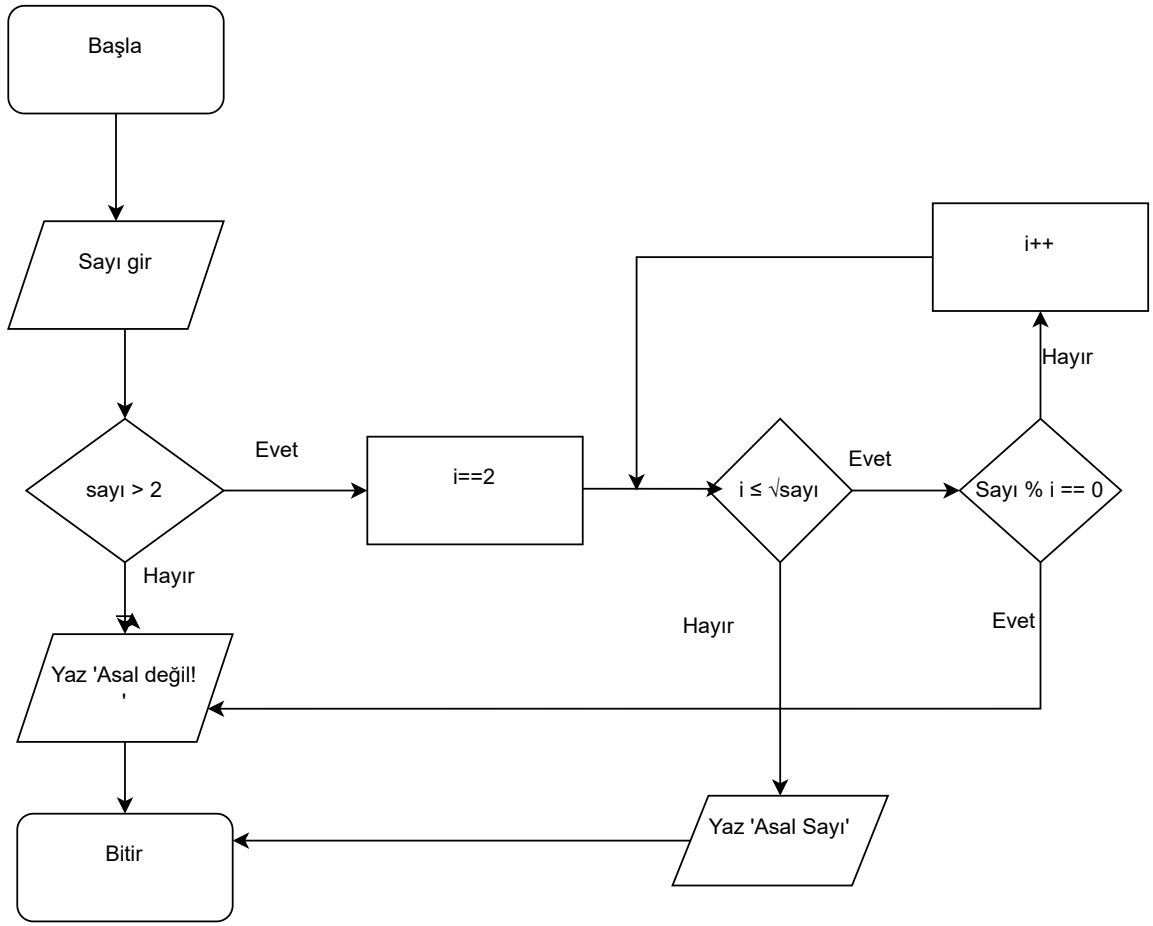 Başla
Sayı gir
i++
Hayır
sayı > 2
Evet
i==2
i ≤ √sayı
Evet
Sayı % i == 0
Hayır
Hayır
Evet
Yaz 'Asal değil!
'
Yaz 'Asal Sayı'
Bitir